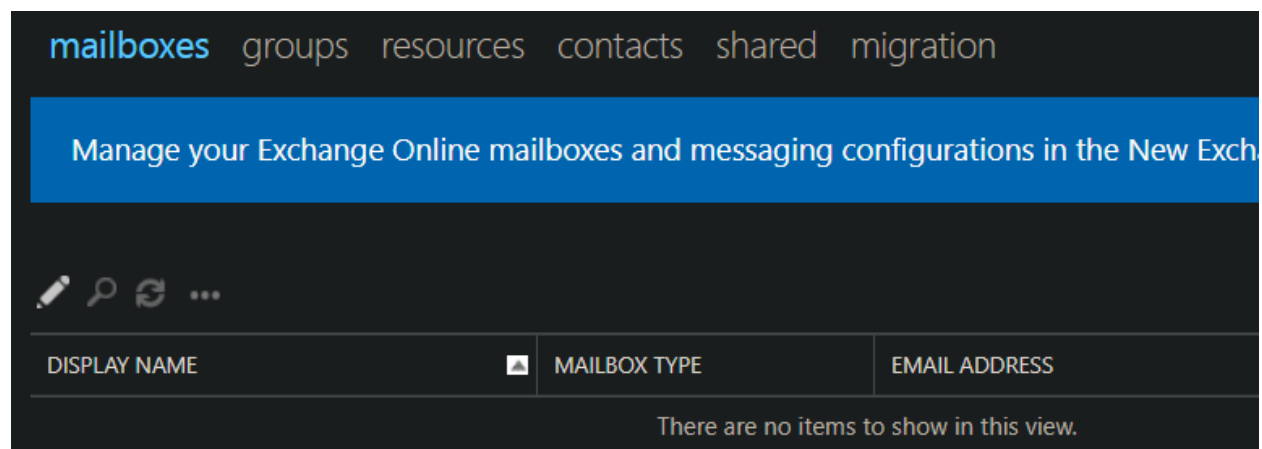 mailboxes groups resources contacts shared migration
Manage your Exchange Online mailboxes and messaging configurations in the New Exch
DISPLAY NAME MAILBOX TYPE EMAIL ADDRESS
There are no items to show in this view.